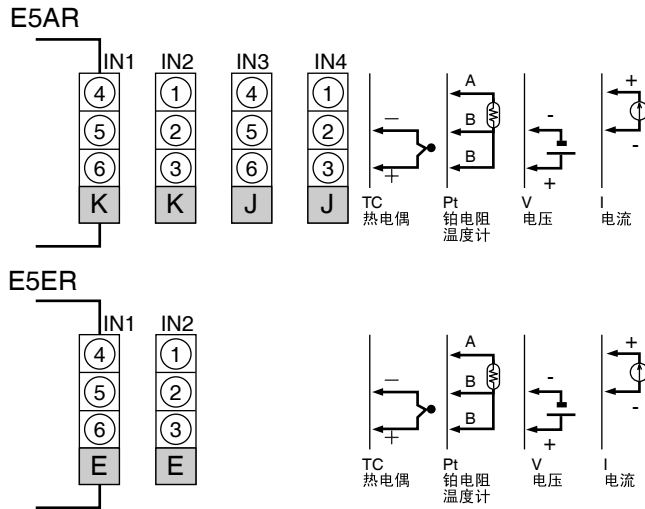 E5AR
IN1 IN2 IN3 IN4
4 1 4 1
5 2 5 2
6 3 6 3
K K J J
− + A B B - + + -
TC Pt V I
热电偶 铂电阻 电压 电流
温度计
E5ER
IN1 IN2
4 1
5 2
6 3
E E
− + A B B - + + -
TC Pt V I
热电偶 铂电阻 电压 电流
温度计